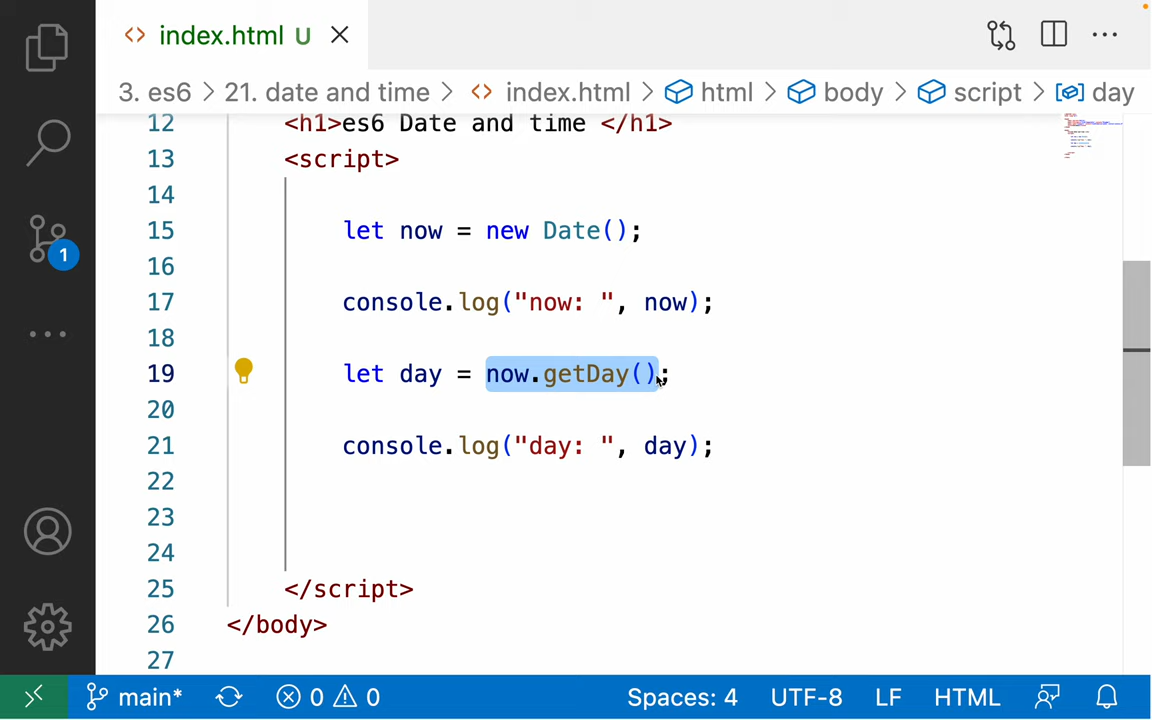 index.html U
3. es6 > 21. date and time > index.html > html > body > script > day
12 <h1>es6 Date and time </h1>
13 <script>
14
15 let now = new Date();
16
17 console.log("now: ", now);
18
19 let day = now.getDay();
20
21 console.log("day: ", day);
22
23
24
25 </script>
26 </body>
27
1
main* 0 0 Spaces: 4 UTF-8 LF HTML